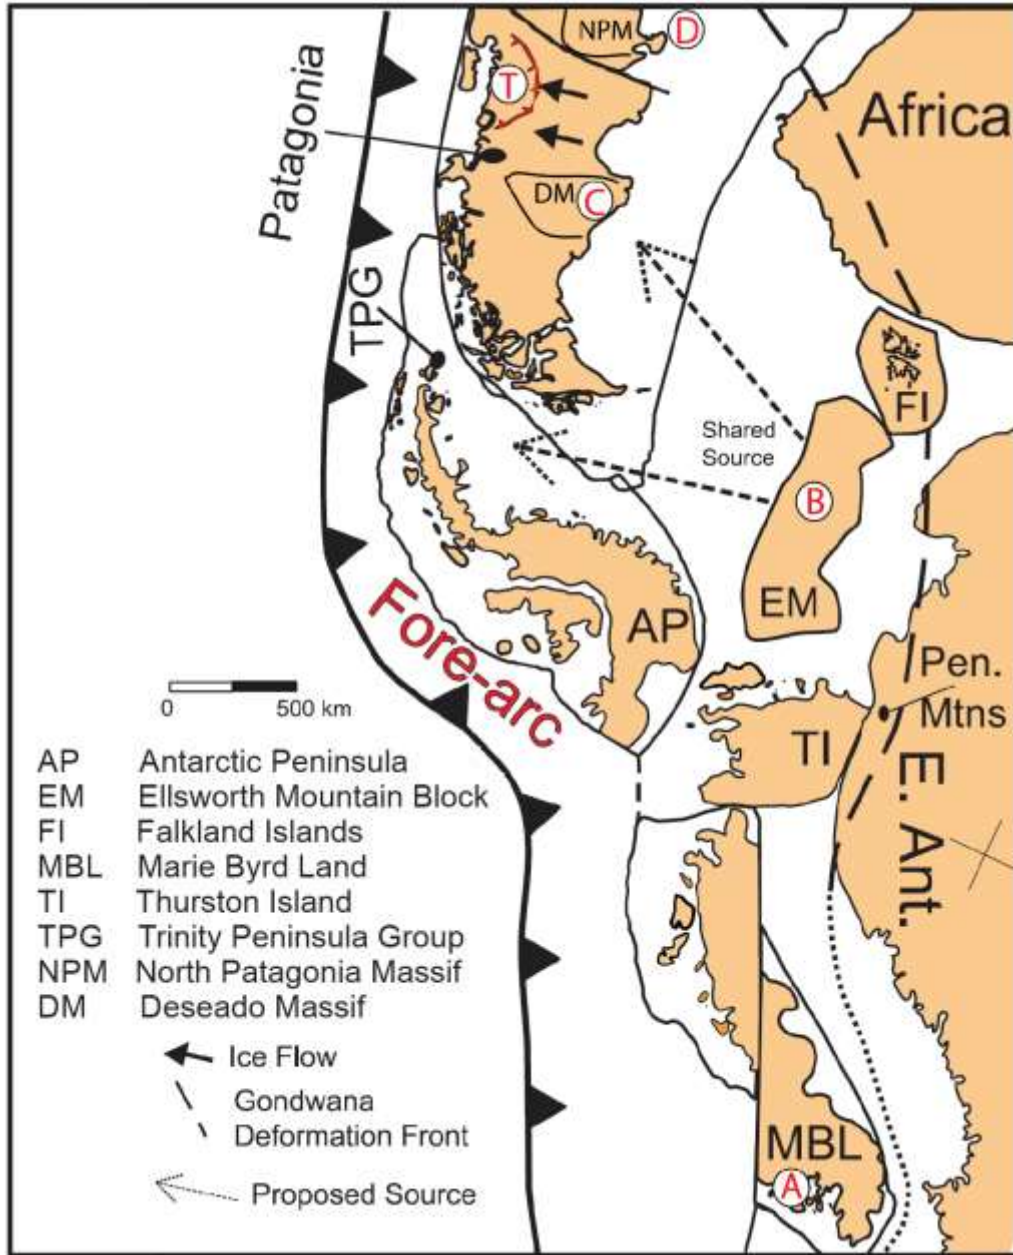 NPM
D
Patagonia
T
Africa
DM
C
TPG
FI
Shared
Source
B
EM
AP
Fore-arc
Pen.
Mtns
TI
E. Ant.
0 500 km
AP Antarctic Peninsula
EM Ellsworth Mountain Block
FI Falkland Islands
MBL Marie Byrd Land
TI Thurston Island
TPG Trinity Peninsula Group
NPM North Patagonia Massif
DM Deseado Massif
Ice Flow
Gondwana
Deformation Front
Proposed Source
MBL
A